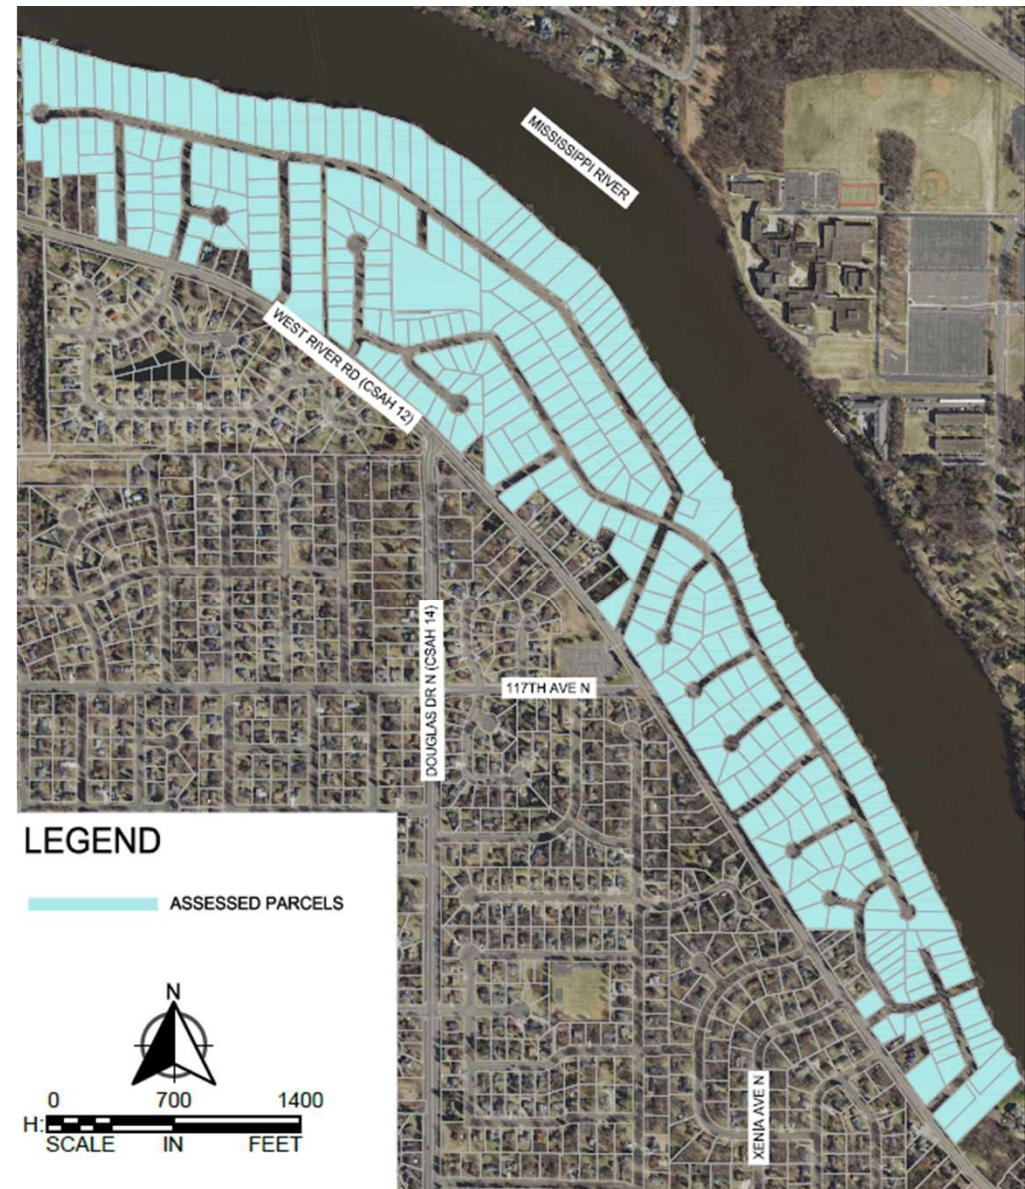 MISSISSIPPI RIVER
WEST RIVER RD (CSAH 12)
DOUGLAS DR N (CSAH 14)
117TH AVE N
XENIA AVE N
LEGEND
ASSESSED PARCELS
N
0 700 1400
H:
SCALE IN FEET